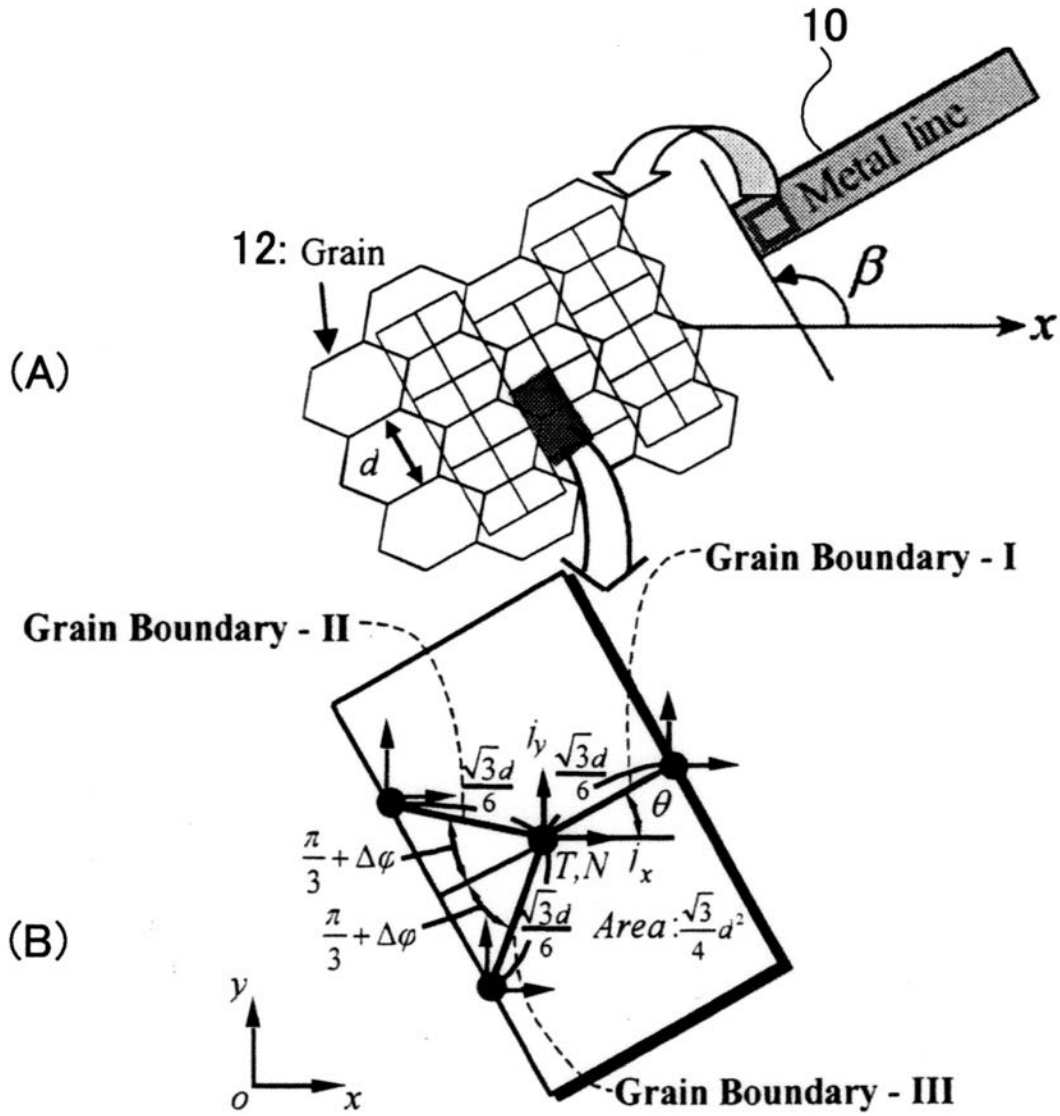 10
Metal line
12: Grain
β
x
(A)
d
Grain Boundary - I
Grain Boundary - II
j_y
√3d/6
√3d/6
θ
π/3 + Δφ
T,N
j_x
π/3 + Δφ
√3d/6
Area: √3/4 d²
(B)
y
o
x
Grain Boundary - III